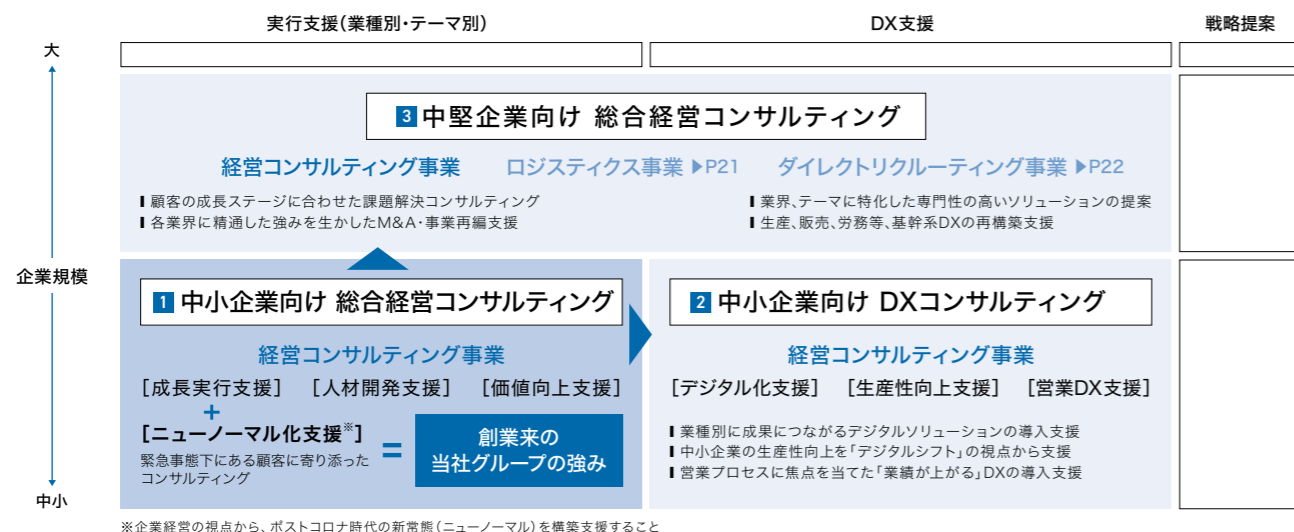 実行支援（業種別・テーマ別）
DX支援
戦略提案
大
企業規模
中小
3 中堅企業向け 総合経営コンサルティング
経営コンサルティング事業
ロジスティクス事業 ▶P21
ダイレクトリクルーティング事業 ▶P22
顧客の成長ステージに合わせた課題解決コンサルティング
各業界に精通した強みを生かしたM&A・事業再編支援
業界、テーマに特化した専門性の高いソリューションの提案
生産、販売、労務等、基幹系DXの再構築支援
1 中小企業向け 総合経営コンサルティング
経営コンサルティング事業
［成長実行支援］ ［人材開発支援］ ［価値向上支援］
＋
［ニューノーマル化支援※］
緊急事態下にある顧客に寄り添った
コンサルティング
＝
創業来の
当社グループの強み
2 中小企業向け DXコンサルティング
経営コンサルティング事業
［デジタル化支援］ ［生産性向上支援］ ［営業DX支援］
業種別に成果につながるデジタルソリューションの導入支援
中小企業の生産性向上を「デジタルシフト」の視点から支援
営業プロセスに焦点を当てた「業績が上がる」DXの導入支援
※企業経営の視点から、ポストコロナ時代の新常態（ニューノーマル）を構築支援すること